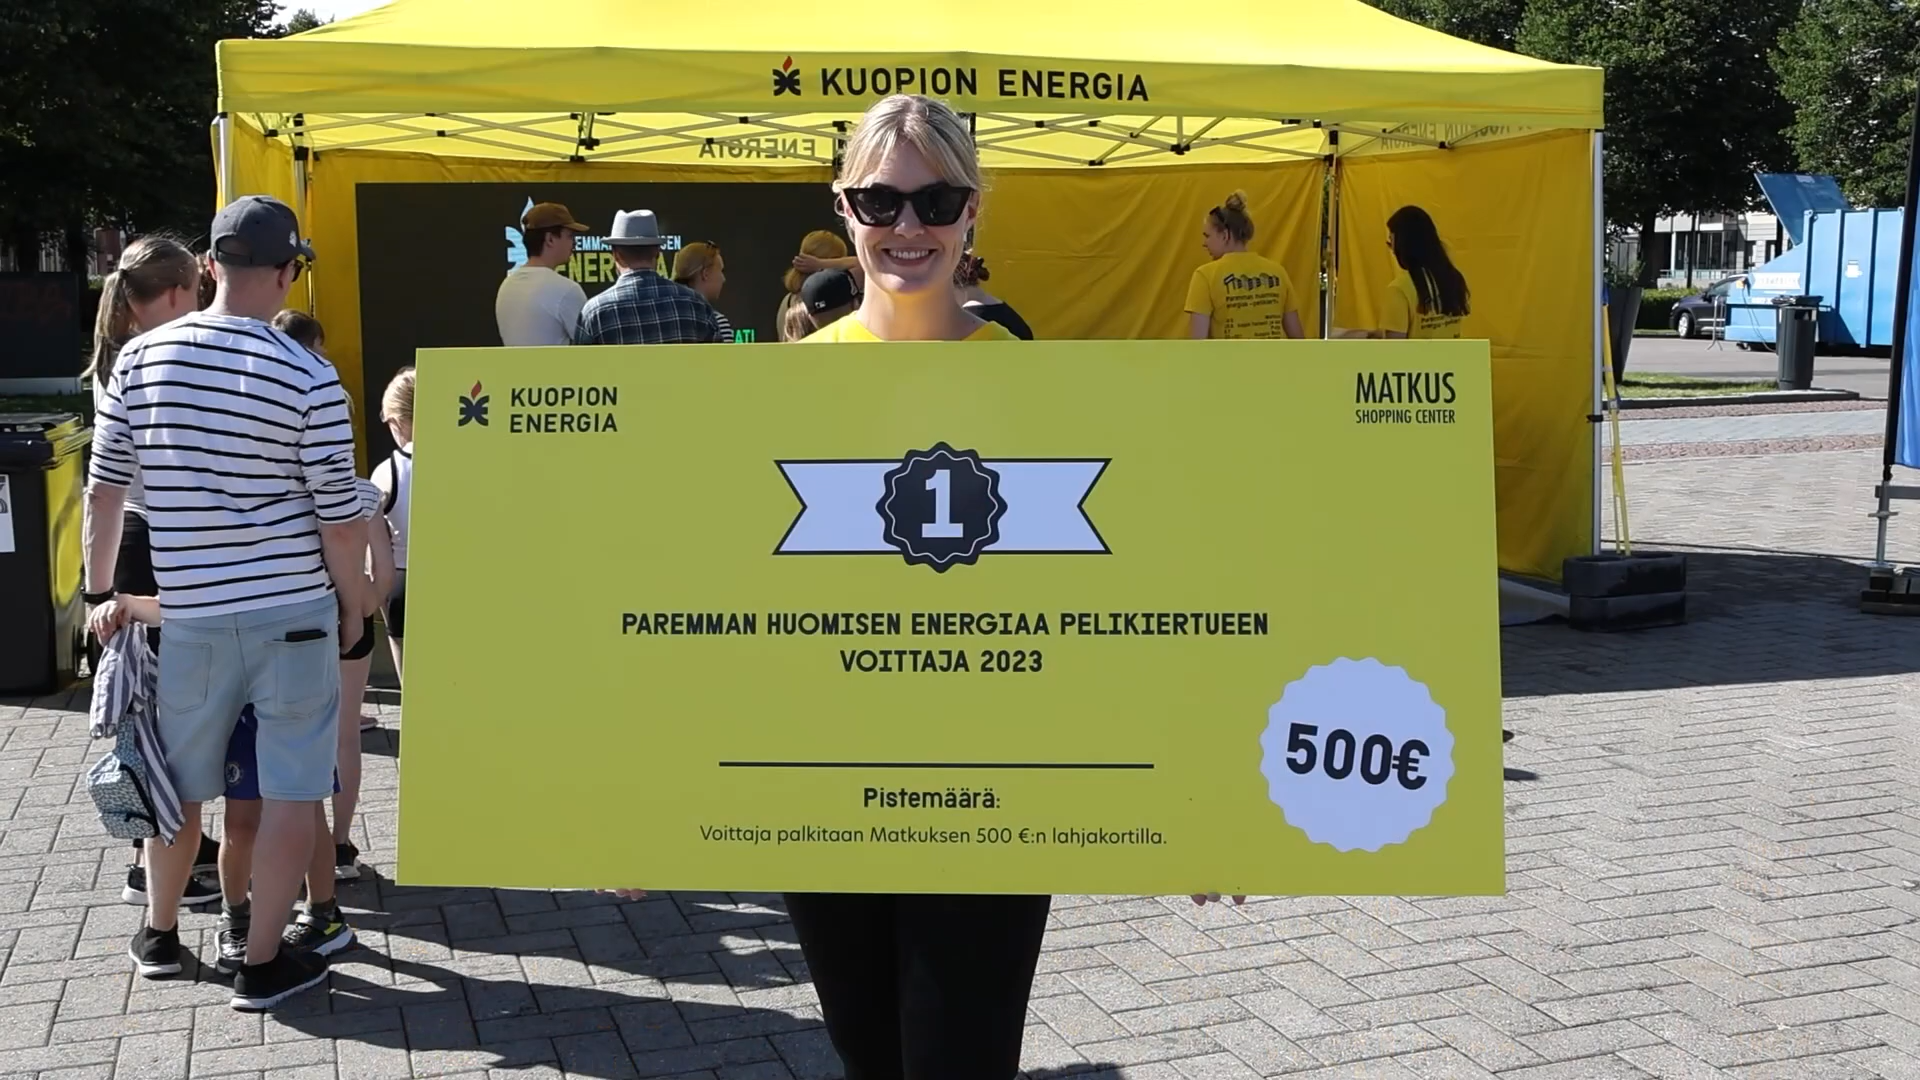 KUOPION ENERGIA
ENERGIA
KUOPION
ENERGIA
MATKUS
SHOPPING CENTER
1
PAREMMAN HUOMISEN ENERGIAA PELIKIERTUEEN
VOITTAJA 2023
500€
Pistemäärä:
Voittaja palkitaan Matkuksen 500 €:n lahjakortilla.